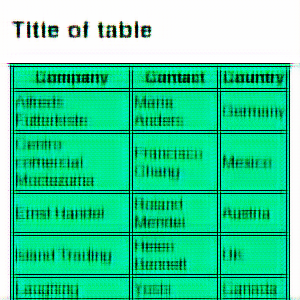 Title of table
Company Contact Country
Alfreds Maria
Futterkiste Anders Germany
Centro
comercial Francisco Mexico
Moctezuma Chang
Ernst Handel Roland Austria
Mendel
Island Trading Helen UK
Bennett
Laughing Yoshi Canada